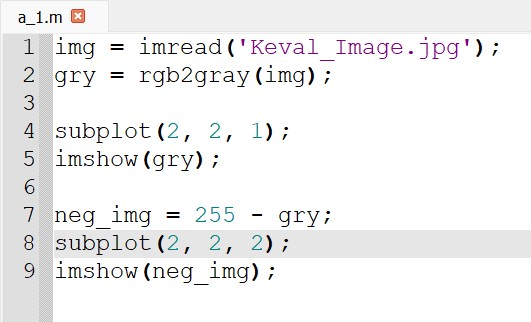 a_1.m
1 img = imread('Keval_Image.jpg');
2 gry = rgb2gray(img);
3
4 subplot(2, 2, 1);
5 imshow(gry);
6
7 neg_img = 255 - gry;
8 subplot(2, 2, 2);
9 imshow(neg_img);